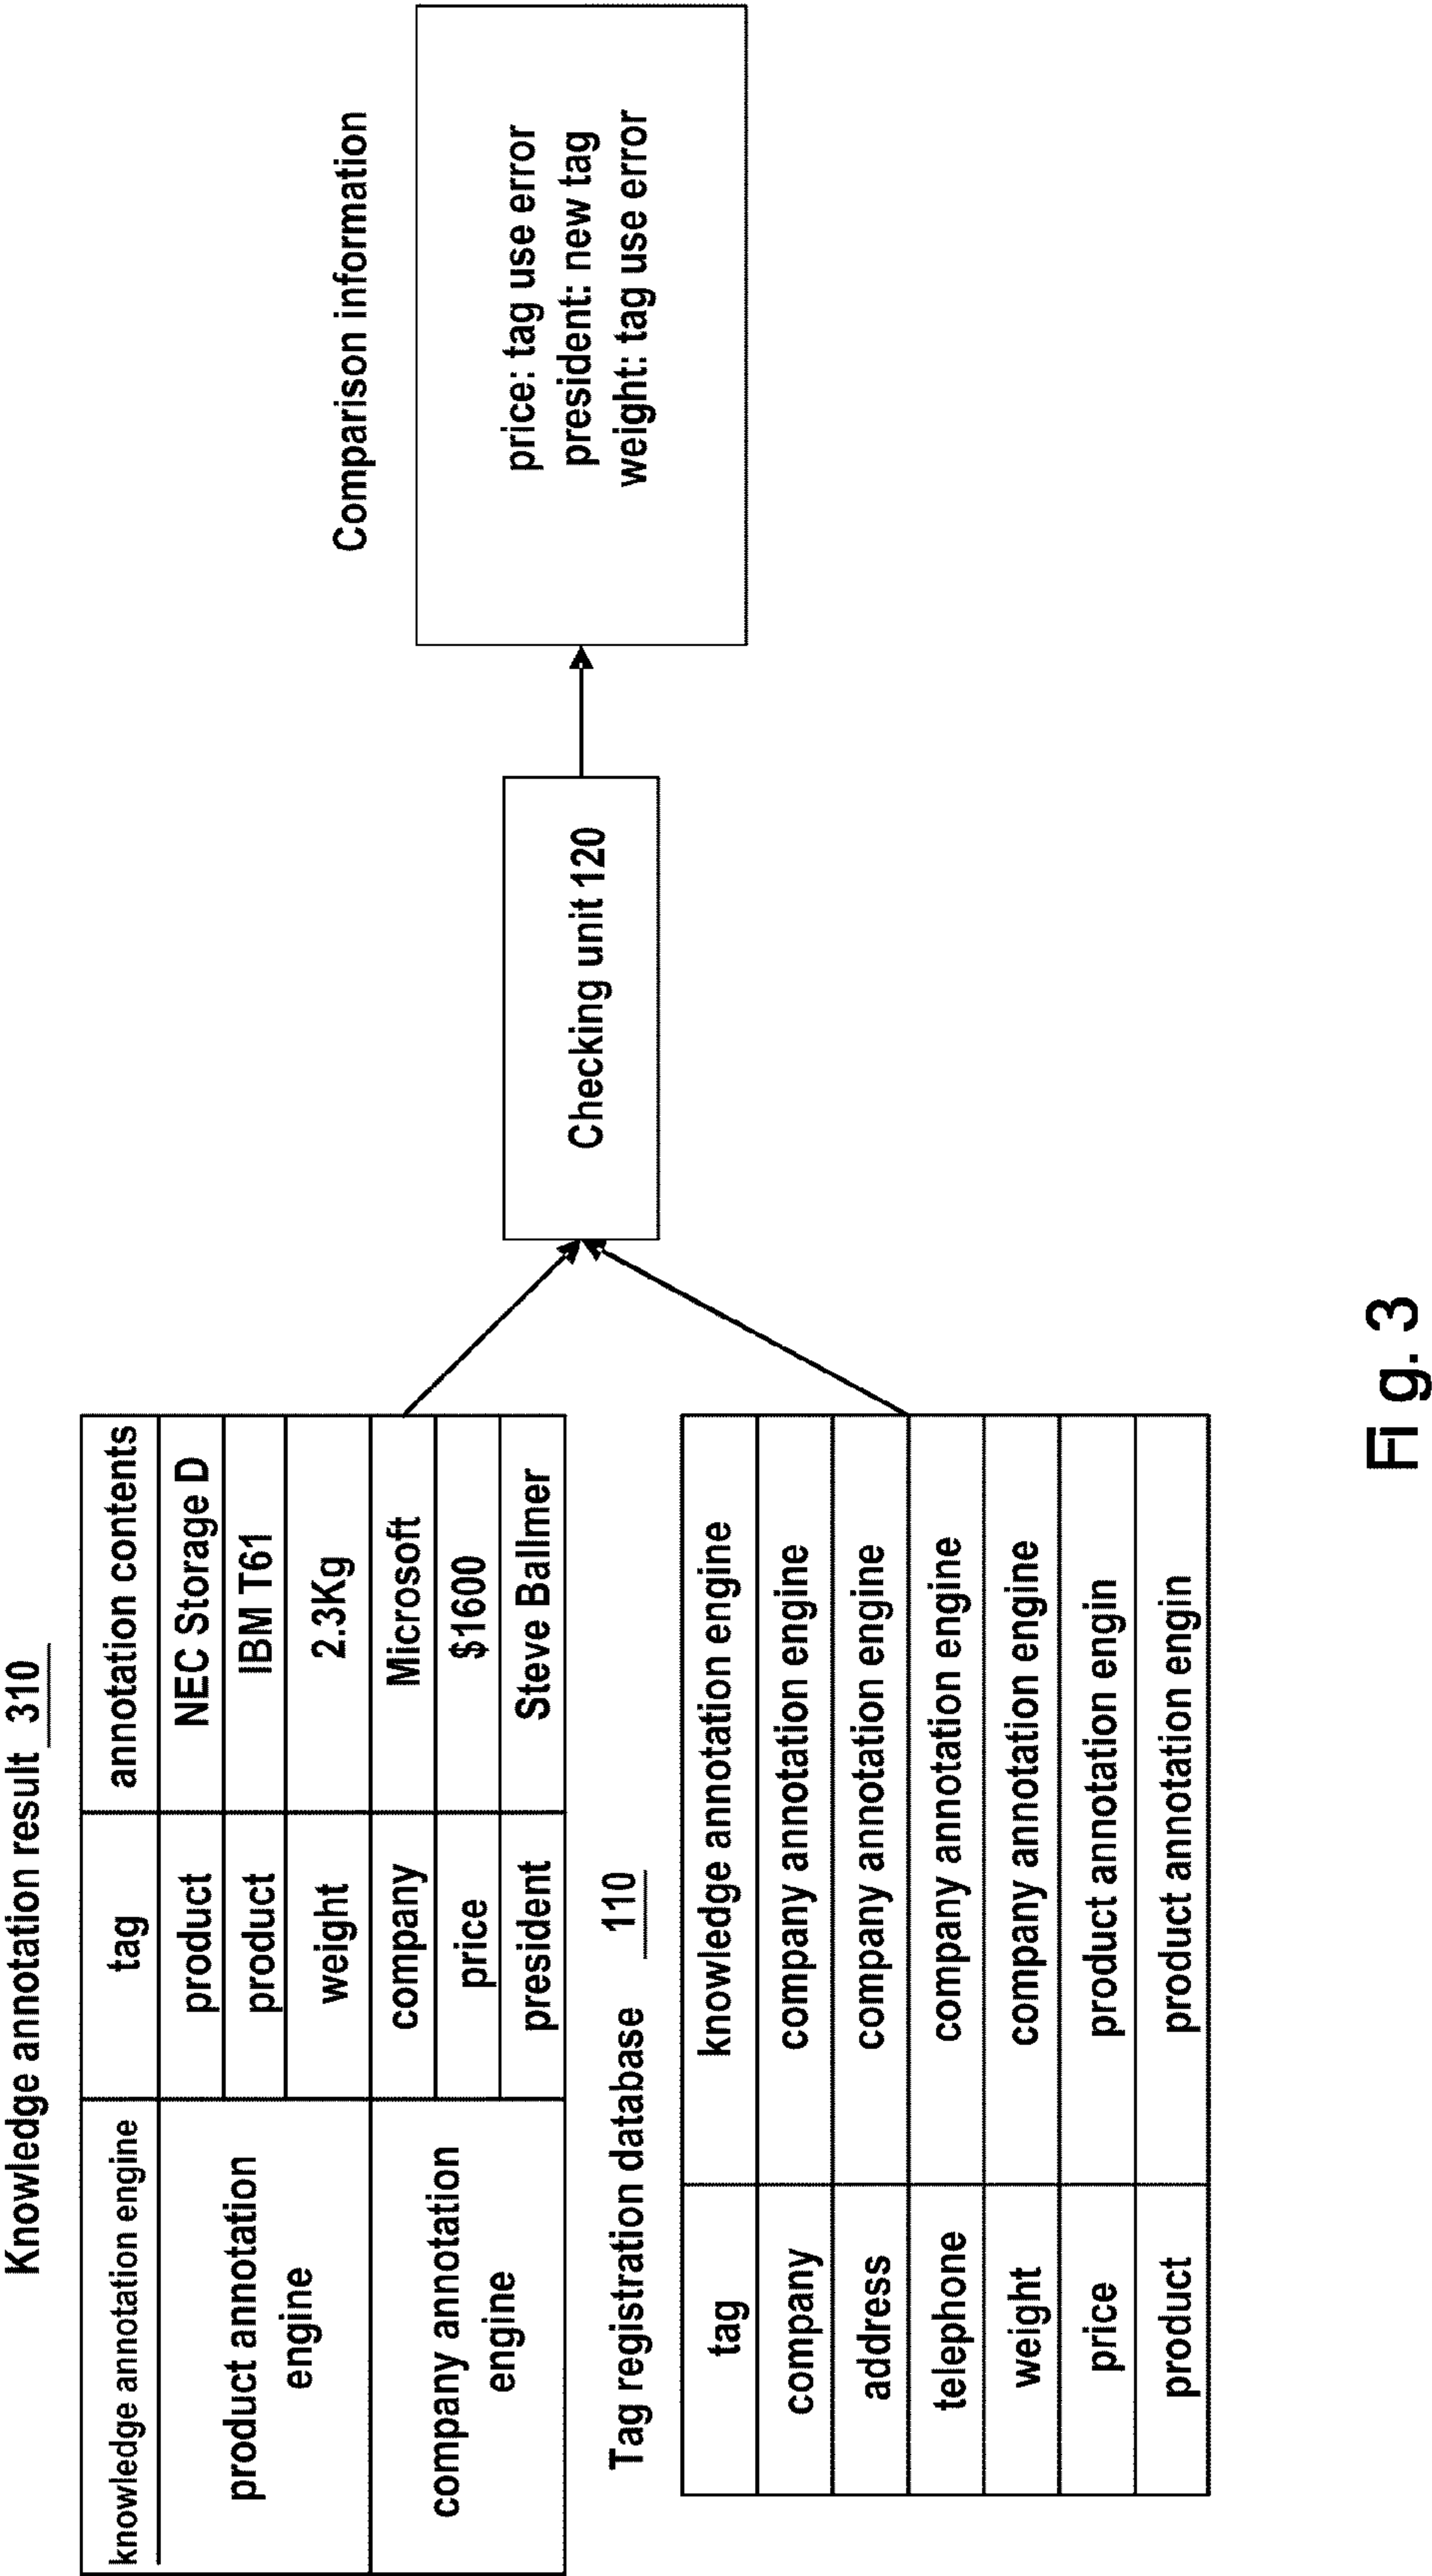 Knowledge annotation result 310
knowledge annotation engine
tag
annotation contents
product annotation
engine
product
NEC Storage D
product
IBM T61
weight
2.3Kg
company annotation
engine
company
Microsoft
price
$1600
president
Steve Ballmer
Tag registration database 110
tag
knowledge annotation engine
company
company annotation engine
address
company annotation engine
telephone
company annotation engine
weight
company annotation engine
price
product annotation engin
product
product annotation engin
Checking unit 120
Comparison information
price: tag use error
president: new tag
weight: tag use error
Fi g. 3